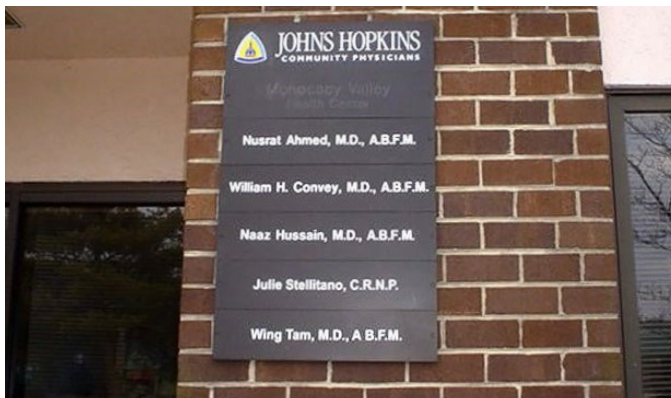 JOHNS HOPKINS
COMMUNITY PHYSICIANS
Monocacy Valley
Health Center
Nusrat Ahmed, M.D., A.B.F.M.
William H. Convey, M.D., A.B.F.M.
Naaz Hussain, M.D., A.B.F.M.
Julie Stellitano, C.R.N.P.
Wing Tam, M.D., A B.F.M.